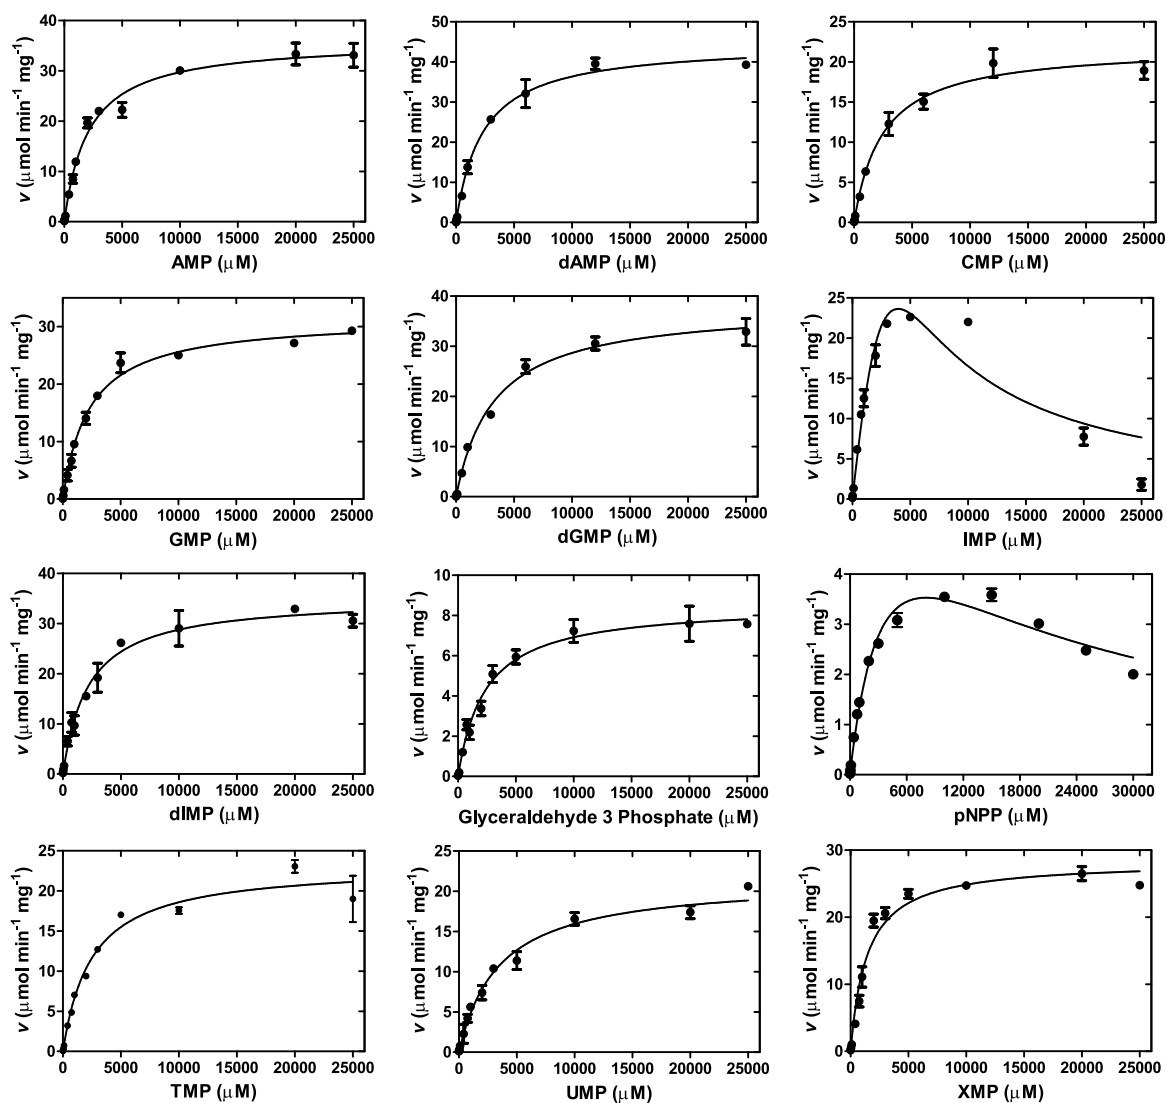 v (μmol min⁻¹ mg⁻¹)
40
30
20
10
0
0 5000 10000 15000 20000 25000
AMP (μM)
v (μmol min⁻¹ mg⁻¹)
50
40
30
20
10
0
0 5000 10000 15000 20000 25000
dAMP (μM)
v (μmol min⁻¹ mg⁻¹)
25
20
15
10
5
0
0 5000 10000 15000 20000 25000
CMP (μM)
v (μmol min⁻¹ mg⁻¹)
30
20
10
0
0 5000 10000 15000 20000 25000
GMP (μM)
v (μmol min⁻¹ mg⁻¹)
40
30
20
10
0
0 5000 10000 15000 20000 25000
dGMP (μM)
v (μmol min⁻¹ mg⁻¹)
25
20
15
10
5
0
0 5000 10000 15000 20000 25000
IMP (μM)
v (μmol min⁻¹ mg⁻¹)
40
30
20
10
0
0 5000 10000 15000 20000 25000
dIMP (μM)
v (μmol min⁻¹ mg⁻¹)
10
8
6
4
2
0
0 5000 10000 15000 20000 25000
Glyceraldehyde 3 Phosphate (μM)
v (μmol min⁻¹ mg⁻¹)
4
3
2
1
0
0 6000 12000 18000 24000 30000
pNPP (μM)
v (μmol min⁻¹ mg⁻¹)
25
20
15
10
5
0
0 5000 10000 15000 20000 25000
TMP (μM)
v (μmol min⁻¹ mg⁻¹)
25
20
15
10
5
0
0 5000 10000 15000 20000 25000
UMP (μM)
v (μmol min⁻¹ mg⁻¹)
30
20
10
0
0 5000 10000 15000 20000 25000
XMP (μM)